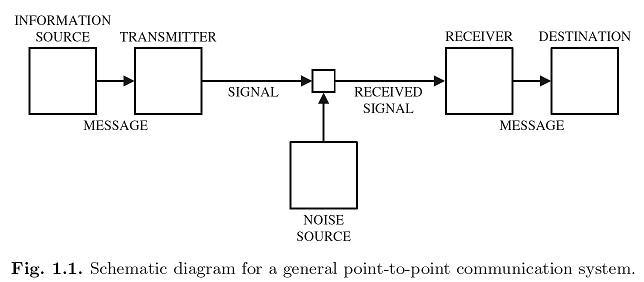 INFORMATION
SOURCE
TRANSMITTER
RECEIVER
DESTINATION
SIGNAL
RECEIVED
SIGNAL
MESSAGE
MESSAGE
NOISE
SOURCE
Fig. 1.1. Schematic diagram for a general point-to-point communication system.